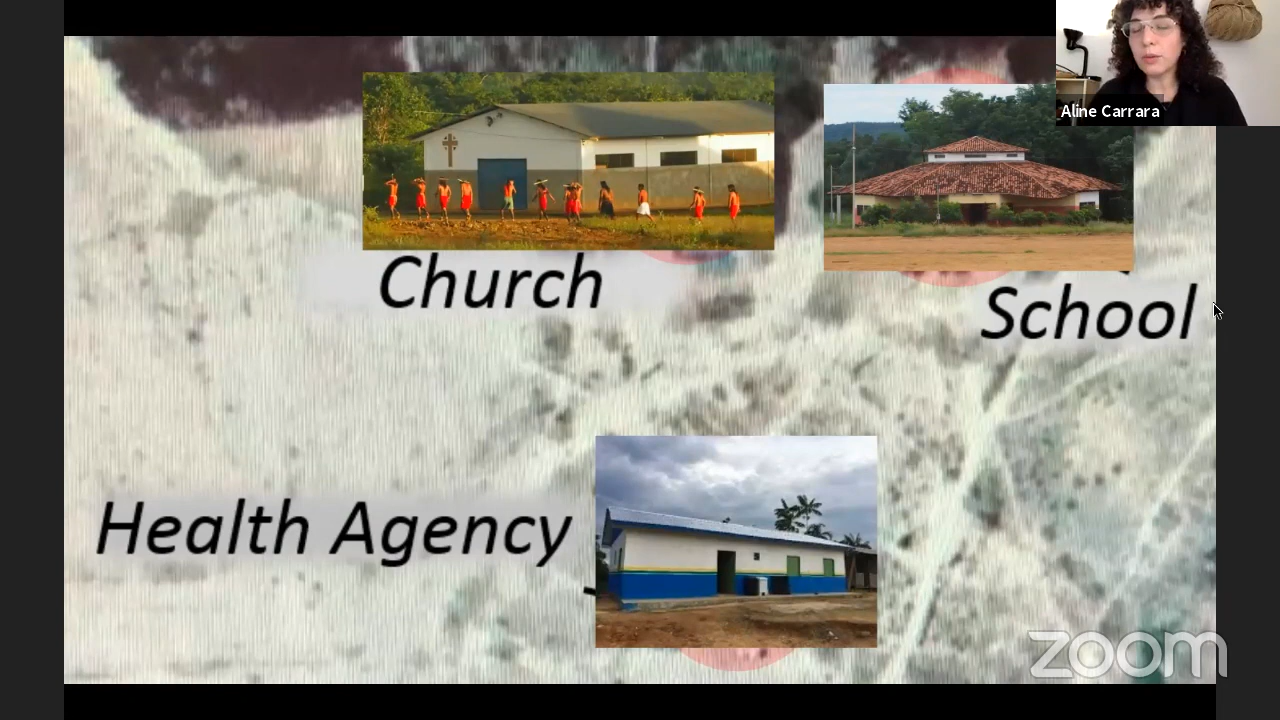 Aline Carrara
Church
School
Health Agency
zoom